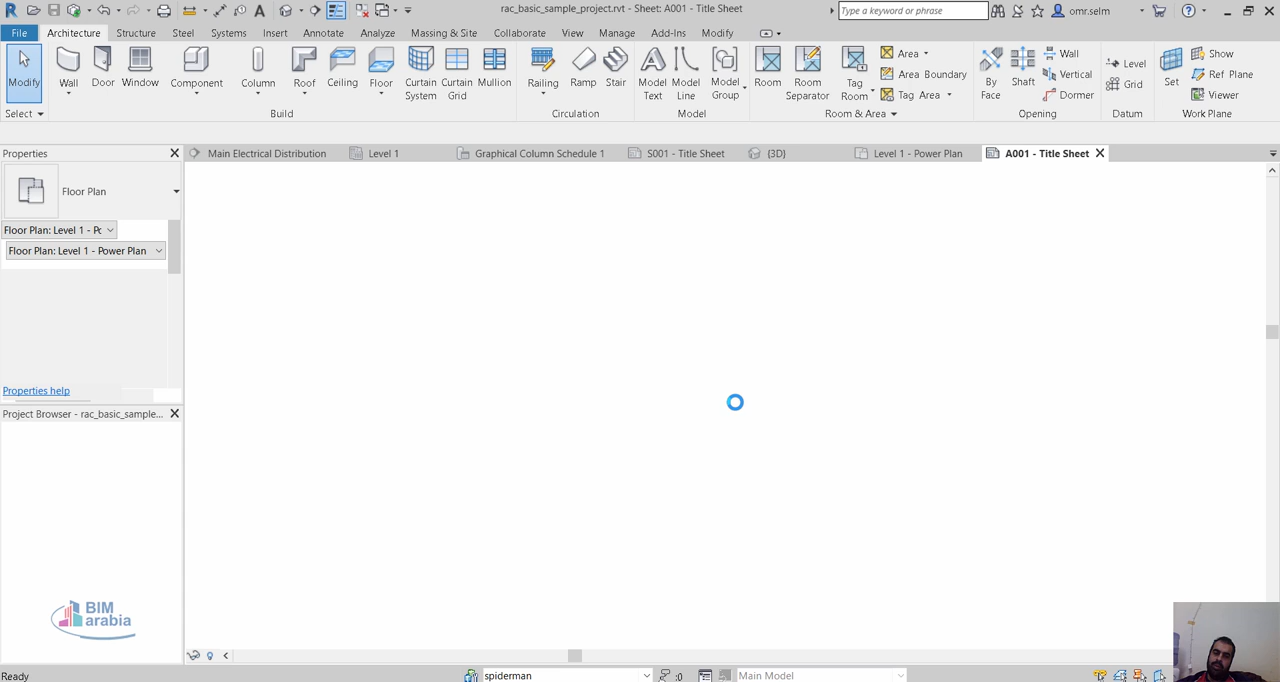 rac_basic_sample_project.rvt - Sheet: A001 - Title Sheet
Type a keyword or phrase
omr.selm
File Architecture Structure Steel Systems Insert Annotate Analyze Massing & Site Collaborate View Manage Add-Ins Modify
Modify Wall Door Window Component Column Roof Ceiling Floor Curtain System Curtain Grid Mullion Railing Ramp Stair Model Text Model Line Model Group Room Room Separator Tag Room
Area
Area Boundary
Tag Area
By Face Shaft
Wall
Vertical
Dormer
Level
Grid
Set
Show
Ref Plane
Viewer
Select Build Circulation Model Room & Area Opening Datum Work Plane
Properties
Main Electrical Distribution Level 1 Graphical Column Schedule 1 S001 - Title Sheet (3D) Level 1 - Power Plan A001 - Title Sheet
Floor Plan
Floor Plan: Level 1 - Pc
Floor Plan: Level 1 - Power Plan
Properties help
Project Browser - rac_basic_sample...
BIM
arabia
Ready
spiderman
:0
Main Model